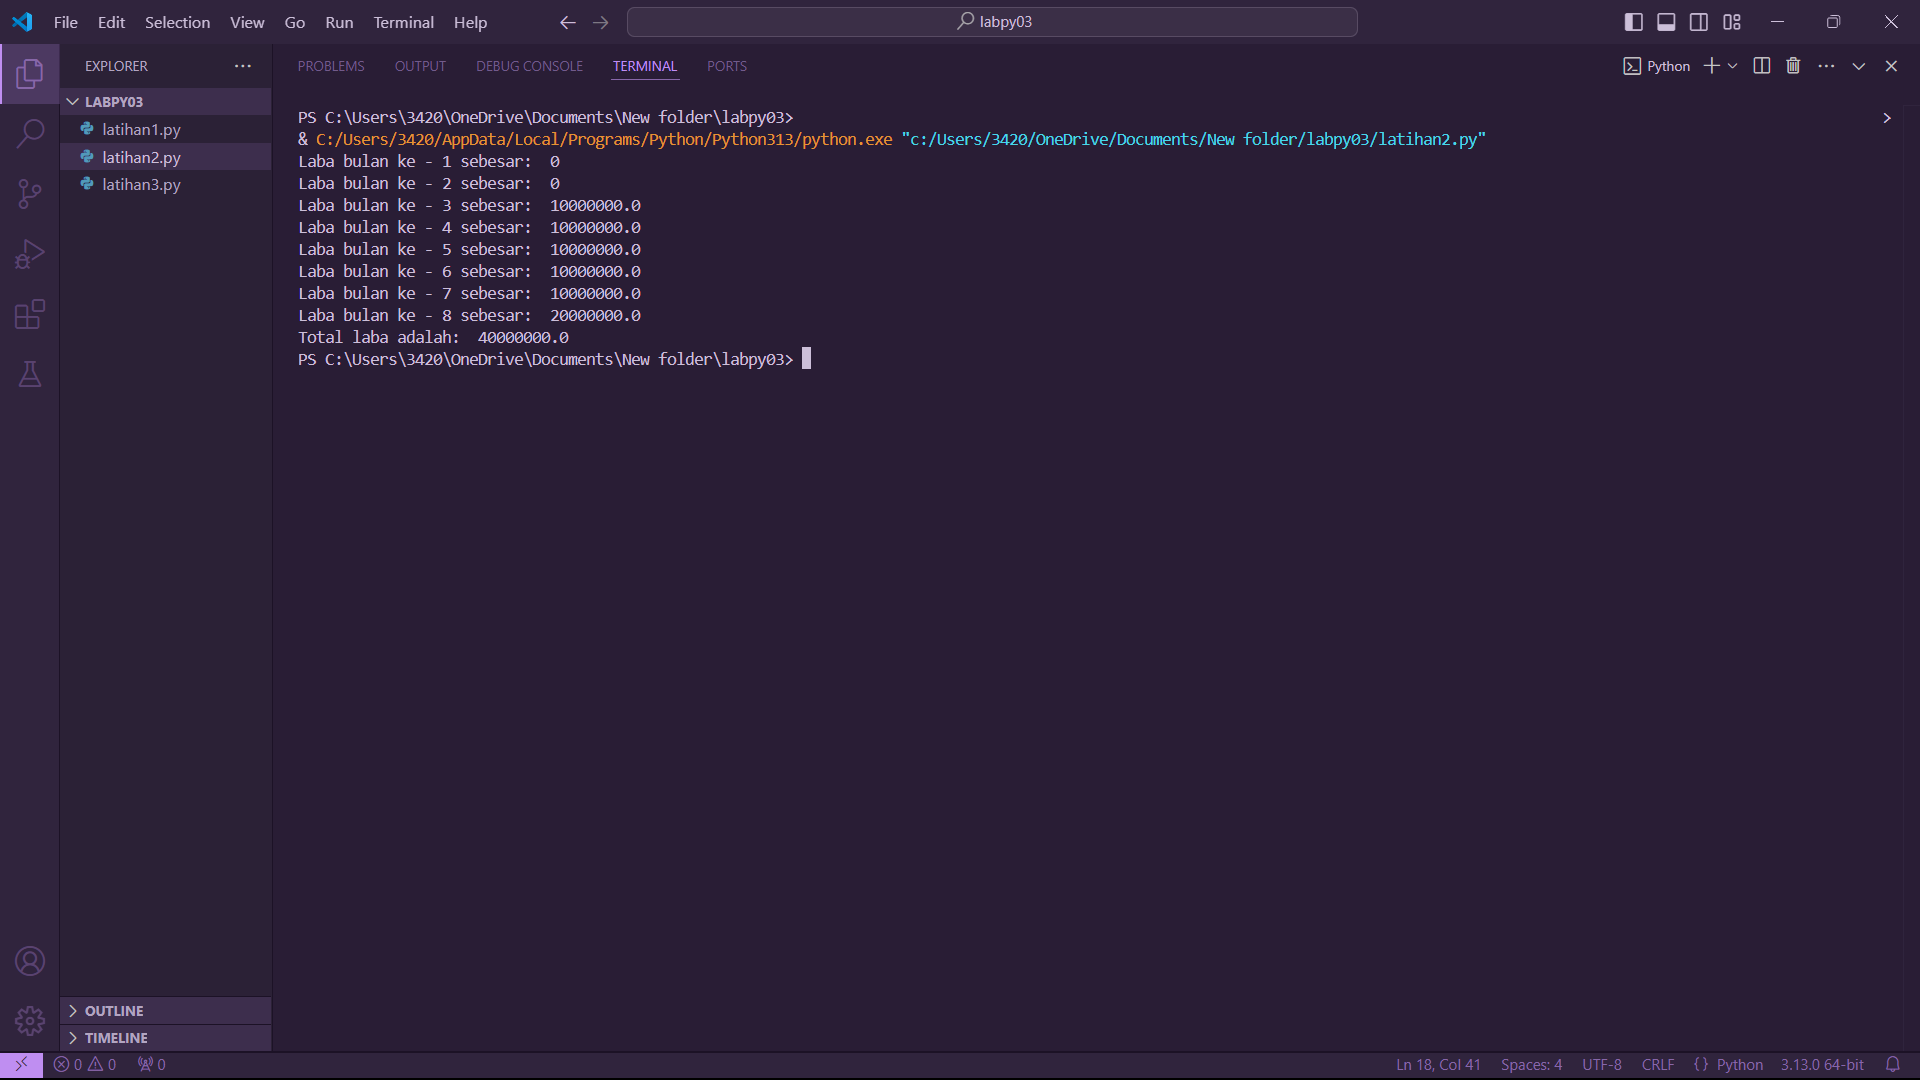 File Edit Selection View Go Run Terminal Help
labpy03
EXPLORER
LABPY03
latihan1.py
latihan2.py
latihan3.py
PROBLEMS OUTPUT DEBUG CONSOLE TERMINAL PORTS
Python
PS C:\Users\3420\OneDrive\Documents\New folder\labpy03>
& C:/Users/3420/AppData/Local/Programs/Python/Python313/python.exe "c:/Users/3420/OneDrive/Documents/New folder/labpy03/latihan2.py"
Laba bulan ke - 1 sebesar:  0
Laba bulan ke - 2 sebesar:  0
Laba bulan ke - 3 sebesar:  10000000.0
Laba bulan ke - 4 sebesar:  10000000.0
Laba bulan ke - 5 sebesar:  10000000.0
Laba bulan ke - 6 sebesar:  10000000.0
Laba bulan ke - 7 sebesar:  10000000.0
Laba bulan ke - 8 sebesar:  20000000.0
Total laba adalah:  40000000.0
PS C:\Users\3420\OneDrive\Documents\New folder\labpy03>
OUTLINE
TIMELINE
0 0 0
Ln 18, Col 41 Spaces: 4 UTF-8 CRLF {} Python 3.13.0 64-bit